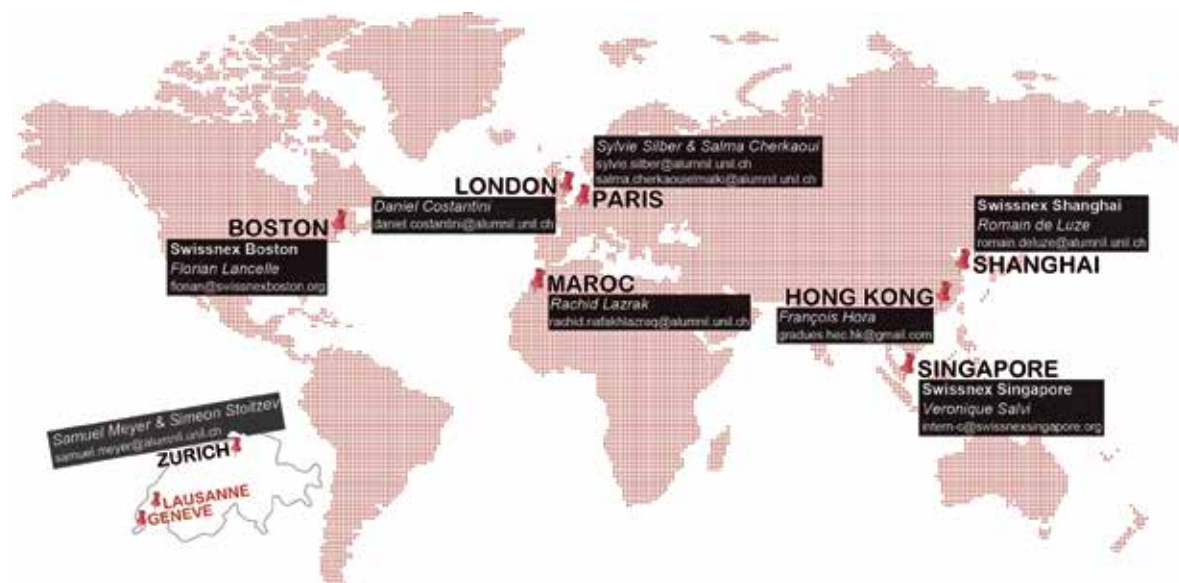 Sylvie Silber & Salma Cherkaoui
sylvie.silber@alumnil.unil.ch
salma.cherkaouielmalki@alumnil.unil.ch
LONDON
PARIS
Daniel Costantini
daniel.costantini@alumnil.unil.ch
BOSTON
Swissnex Boston
Florian Lancelle
florian@swissnexboston.org
Swissnex Shanghai
Romain de Luze
romain.deluze@alumnil.unil.ch
SHANGHAI
MAROC
Rachid Lazrak
rachid.nafakhlazraq@alumnil.unil.ch
HONG KONG
François Hora
gradues.hec.hk@gmail.com
SINGAPORE
Swissnex Singapore
Veronique Salvi
intern-c@swissnexsingapore.org
Samuel Meyer & Simeon Stoitzev
samuel.meyer@alumnil.unil.ch
ZURICH
LAUSANNE
GENEVE